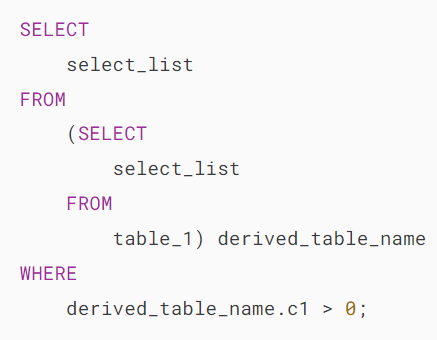 SELECT
    select_list
FROM
    (SELECT
        select_list
    FROM
        table_1) derived_table_name
WHERE
    derived_table_name.c1 > 0;